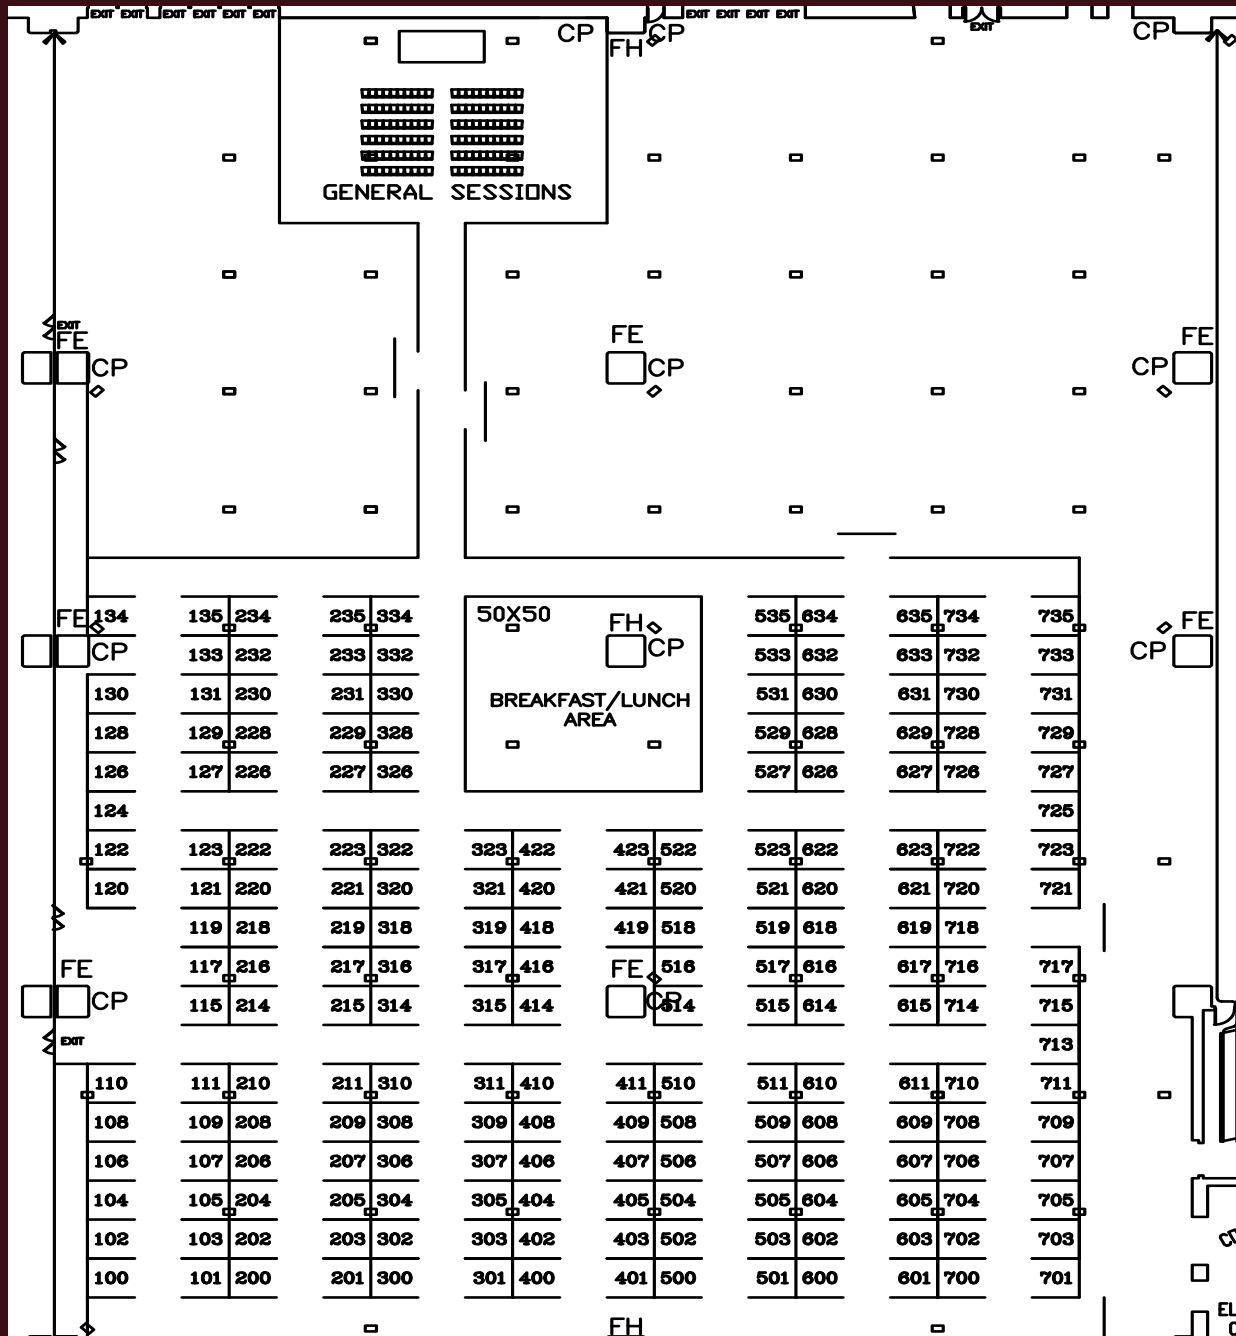 EXIT EXIT EXIT EXIT EXIT EXIT EXIT EXIT EXIT EXIT
EXIT
CP FH CP CP
GENERAL SESSIONS
EXIT
FE FE FE
CP CP CP
FE 134 135 234 235 334 50X50 FH 535 634 635 734 735 FE
CP 133 232 233 332 CP 533 632 633 732 733 CP
130 131 230 231 330 BREAKFAST/LUNCH 531 630 631 730 731
AREA
128 129 228 229 328 529 628 629 728 729
126 127 226 227 326 527 626 627 726 727
124 725
122 123 222 223 322 323 422 423 522 523 622 623 722 723
120 121 220 221 320 321 420 421 520 521 620 621 720 721
119 218 219 318 319 418 419 518 519 618 619 718
FE 117 216 217 316 317 416 FE 516 517 616 617 716 717
CP 115 214 215 314 315 414 CP 514 515 614 615 714 715
EXIT 713
110 111 210 211 310 311 410 411 510 511 610 611 710 711
108 109 208 209 308 309 408 409 508 509 608 609 708 709
106 107 206 207 306 307 406 407 506 507 606 607 706 707
104 105 204 205 304 305 404 405 504 505 604 605 704 705
102 103 202 203 302 303 402 403 502 503 602 603 702 703
100 101 200 201 300 301 400 401 500 501 600 601 700 701
FH